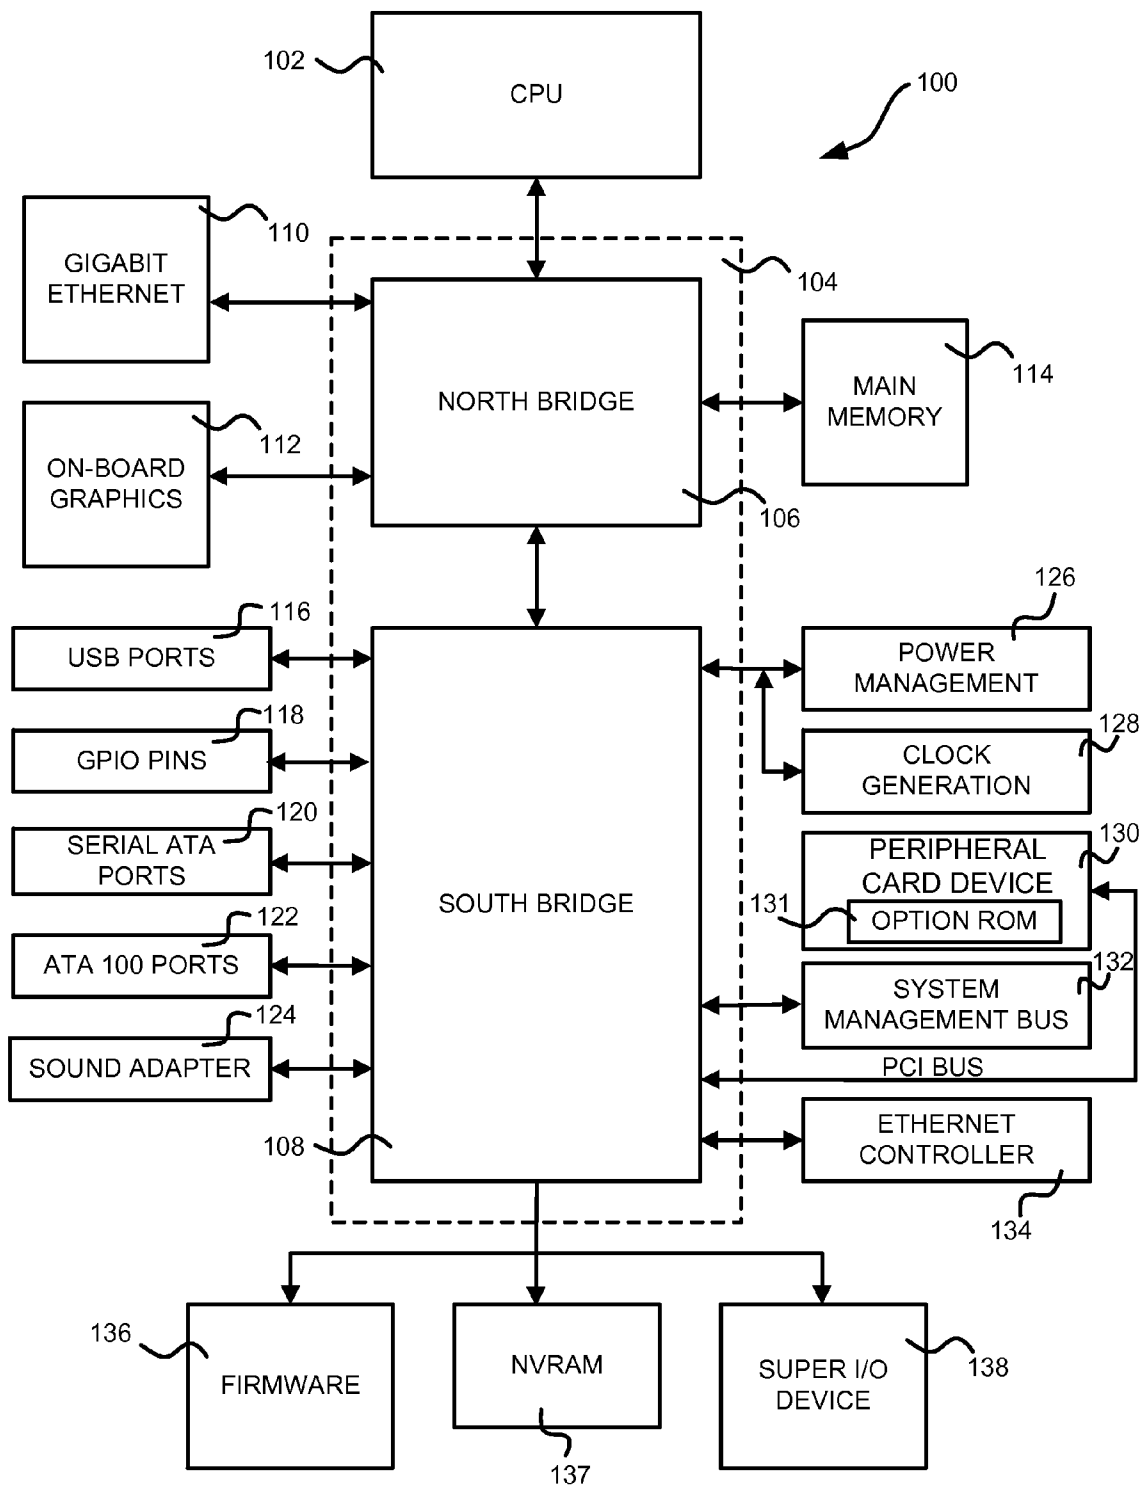 102
CPU
100
110
GIGABIT
ETHERNET
104
114
MAIN
MEMORY
NORTH BRIDGE
112
ON-BOARD
GRAPHICS
106
126
116
USB PORTS
POWER
MANAGEMENT
118
GPIO PINS
128
CLOCK
GENERATION
120
SERIAL ATA
PORTS
130
PERIPHERAL
CARD DEVICE
131
OPTION ROM
SOUTH BRIDGE
122
ATA 100 PORTS
132
SYSTEM
MANAGEMENT BUS
124
SOUND ADAPTER
PCI BUS
108
ETHERNET
CONTROLLER
134
136
FIRMWARE
NVRAM
137
SUPER I/O
DEVICE
138